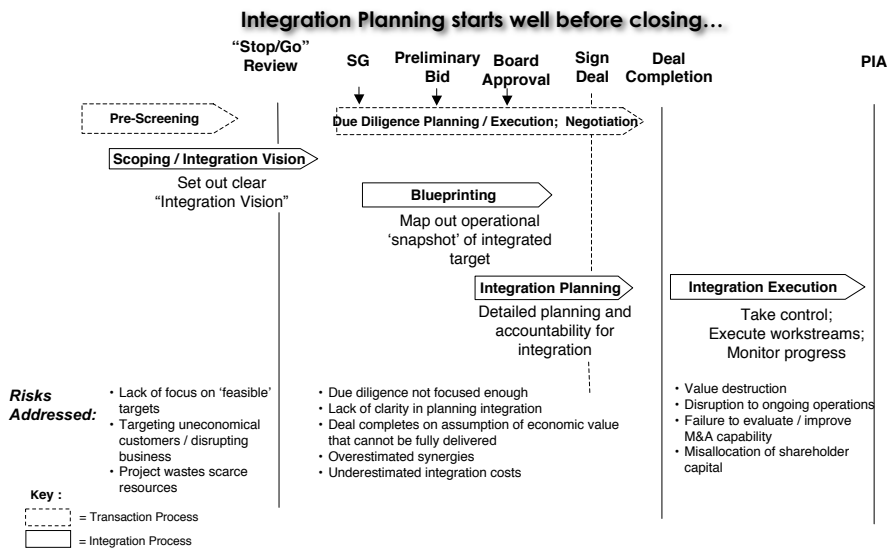 Integration Planning starts well before closing…
“Stop/Go”
Review
SG
Preliminary
Bid
Board
Approval
Sign
Deal
Deal
Completion
PIA
Pre-Screening
Due Diligence Planning / Execution; Negotiation
Scoping / Integration Vision
Set out clear
“Integration Vision”
Blueprinting
Map out operational
‘snapshot’ of integrated
target
Integration Planning
Detailed planning and
accountability for
integration
Integration Execution
Take control;
Execute workstreams;
Monitor progress
Risks
Addressed:
• Lack of focus on ‘feasible’
targets
• Targeting uneconomical
customers / disrupting
business
• Project wastes scarce
resources
• Due diligence not focused enough
• Lack of clarity in planning integration
• Deal completes on assumption of economic value
that cannot be fully delivered
• Overestimated synergies
• Underestimated integration costs
• Value destruction
• Disruption to ongoing operations
• Failure to evaluate / improve
M&A capability
• Misallocation of shareholder
capital
Key :
= Transaction Process
= Integration Process